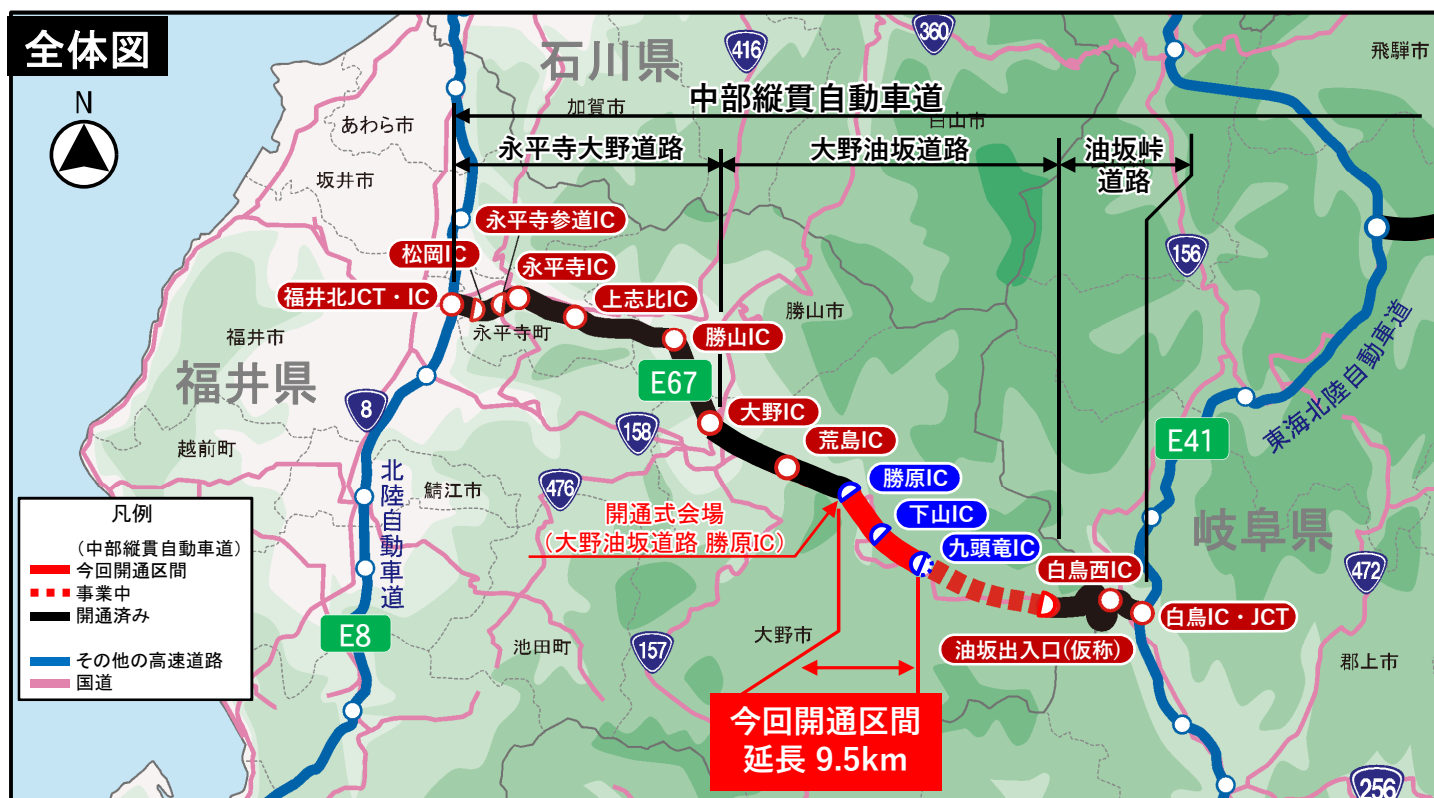 全体図
N
石川県
416
360
飛騨市
加賀市
中部縦貫自動車道
白山市
あわら市
永平寺大野道路
大野油坂道路
油坂峠
道路
坂井市
永平寺参道IC
松岡IC
永平寺IC
156
福井北JCT・IC
上志比IC
勝山市
永平寺町
勝山IC
福井市
福井県
E67
8
大野IC
158
荒島IC
東海北陸自動車道
E41
越前町
476
鯖江市
勝原IC
北陸自動車道
開通式会場
(大野油坂道路 勝原IC)
下山IC
岐阜県
九頭竜IC
凡例
(中部縦貫自動車道)
今回開通区間
事業中
開通済み
その他の高速道路
国道
白鳥西IC
472
白鳥IC・JCT
E8
池田町
157
大野市
油坂出入口(仮称)
郡上市
今回開通区間
延長 9.5km
256